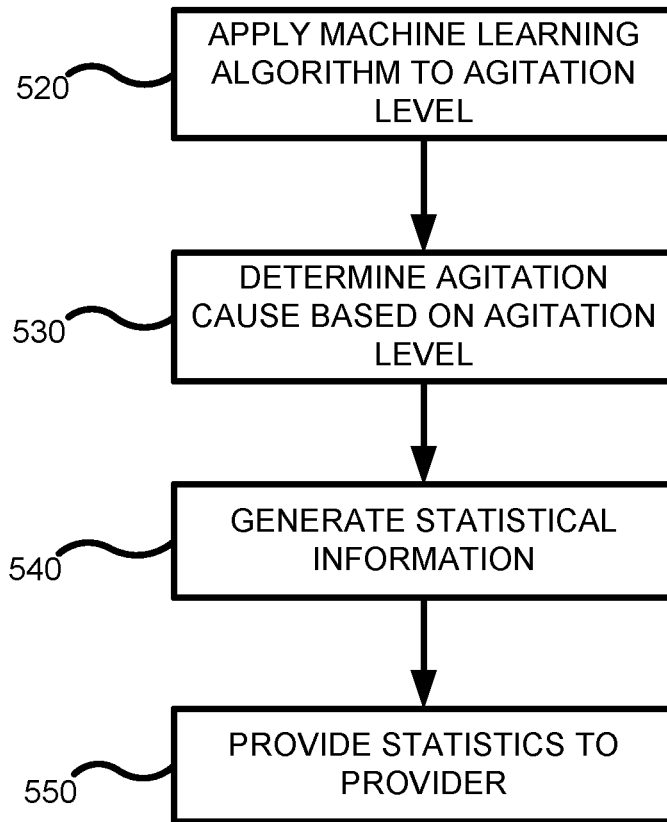 520
APPLY MACHINE LEARNING
ALGORITHM TO AGITATION
LEVEL
530
DETERMINE AGITATION
CAUSE BASED ON AGITATION
LEVEL
540
GENERATE STATISTICAL
INFORMATION
550
PROVIDE STATISTICS TO
PROVIDER